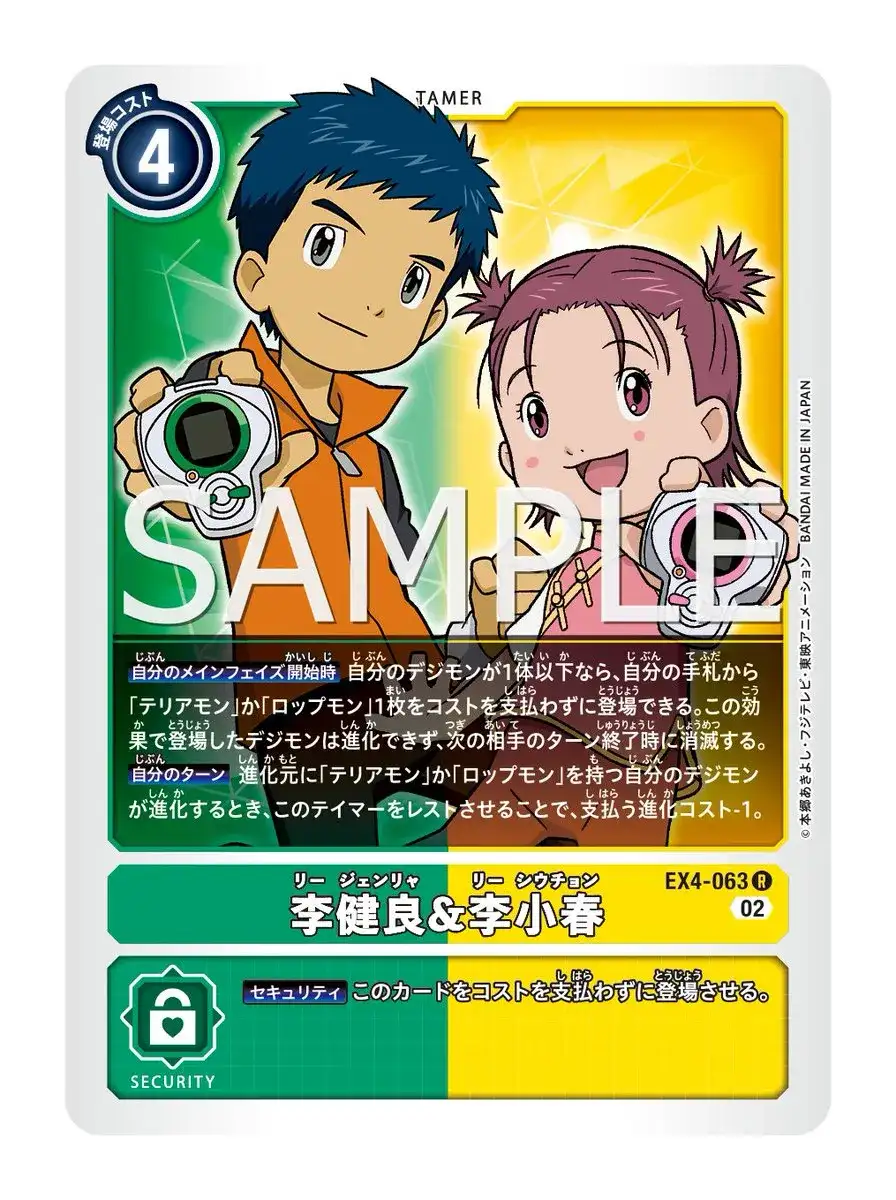 TAMER
登場コスト
4
SAMPLE
自分のメインフェイズ開始時 自分のデジモンが1体以下なら、自分の手札から
「テリアモン」か「ロップモン」1枚をコストを支払わずに登場できる。この効
果で登場したデジモンは進化できず、次の相手のターン終了時に消滅する。
自分のターン 進化元に「テリアモン」か「ロップモン」を持つ自分のデジモン
が進化するとき、このテイマーをレストさせることで、支払う進化コスト-1。
©本郷あきよし・フジテレビ・東映アニメーション BANDAI MADE IN JAPAN
リー ジェンリャ リー シウチョン
李健良&李小春
EX4-063 R
02
セキュリティ このカードをコストを支払わずに登場させる。
SECURITY